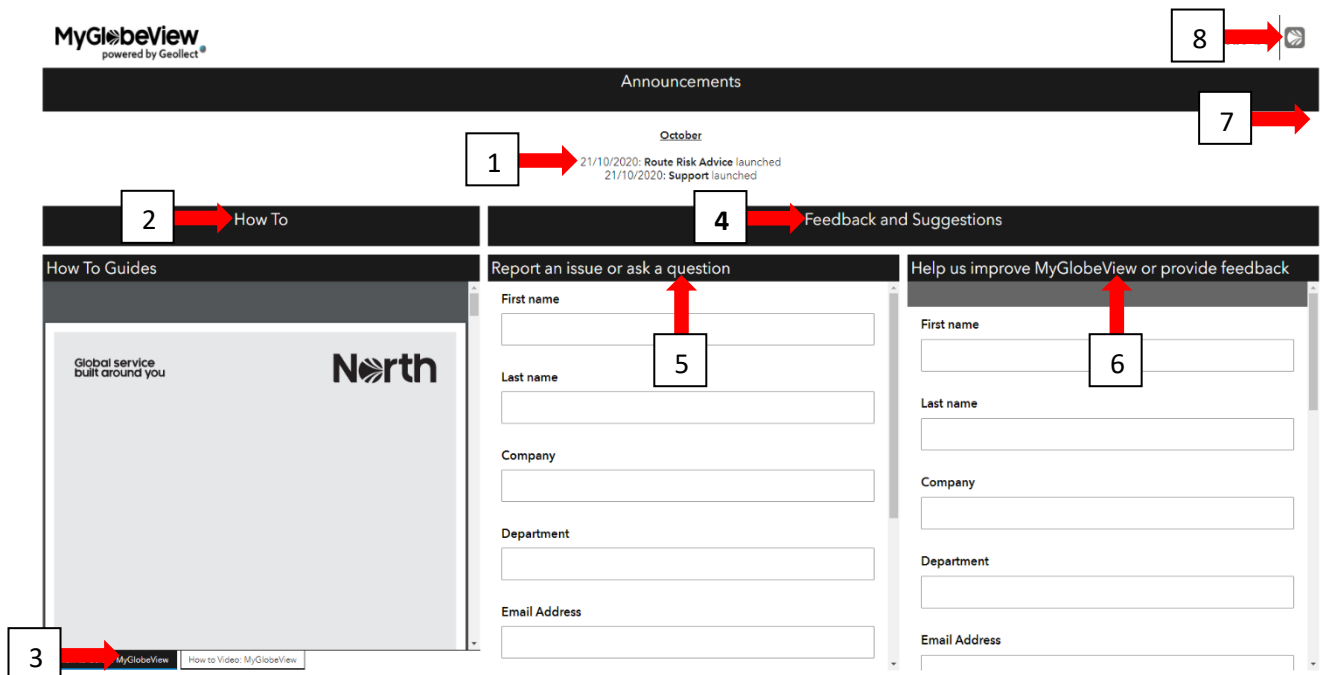 MyGlobeView
powered by Geollect
8
Announcements
7
October
1
21/10/2020: Route Risk Advice launched
21/10/2020: Support launched
2
How To
4
Feedback and Suggestions
How To Guides
Global service
built around you
North
3
MyGlobeView
How to Video: MyGlobeView
Report an issue or ask a question
5
First name
Last name
Company
Department
Email Address
Help us improve MyGlobeView or provide feedback
6
First name
Last name
Company
Department
Email Address